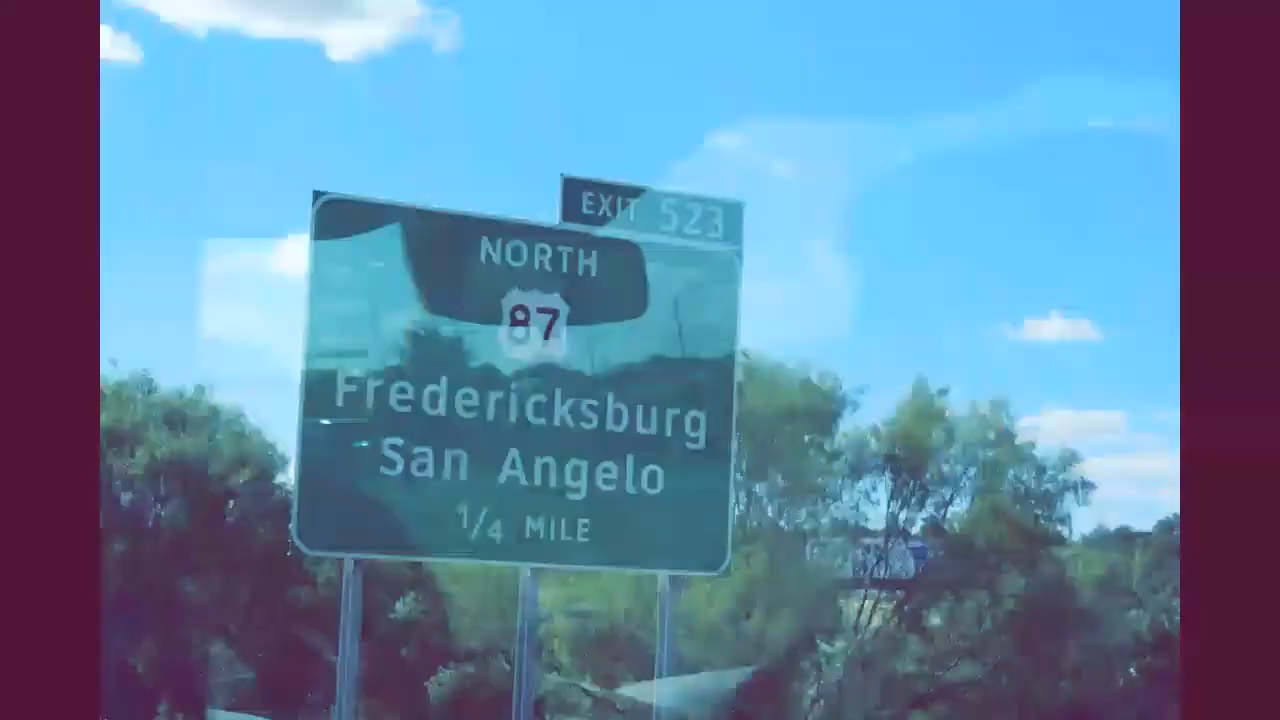 EXIT 523
NORTH
87
Fredericksburg
San Angelo
1/4 MILE